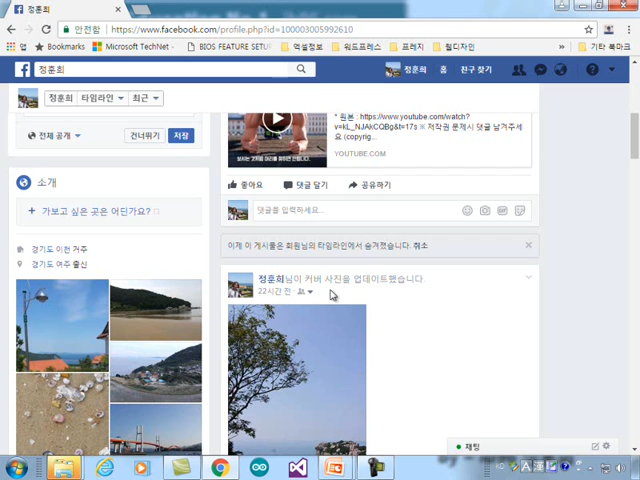 정훈희
안전함
https://www.facebook.com/profile.php?id=100003005992610
Bookmarks
Microsoft TechNet -
BIOS FEATURE SETUP
엑셀정보
워드프레스
프레지
웹디자인
»
기타 북마크
정훈희
정훈희
홈
친구 찾기
정훈희
타임라인
최근
전체 공개
건너뛰기
저장
* 원본 : https://www.youtube.com/watch?
v=kL_NJAkCQBg&t=17s ※ 저작권 문제시 댓글 남겨주세
요 (copyrig...
YOUTUBE.COM
좋아요
댓글 달기
공유하기
댓글을 입력하세요...
소개
+ 가보고 싶은 곳은 어딘가요?
경기도 이천 거주
경기도 여주 출신
이제 이 게시물은 회원님의 타임라인에서 숨겨졌습니다. 취소
정훈희님이 커버 사진을 업데이트했습니다.
22시간 전
채팅